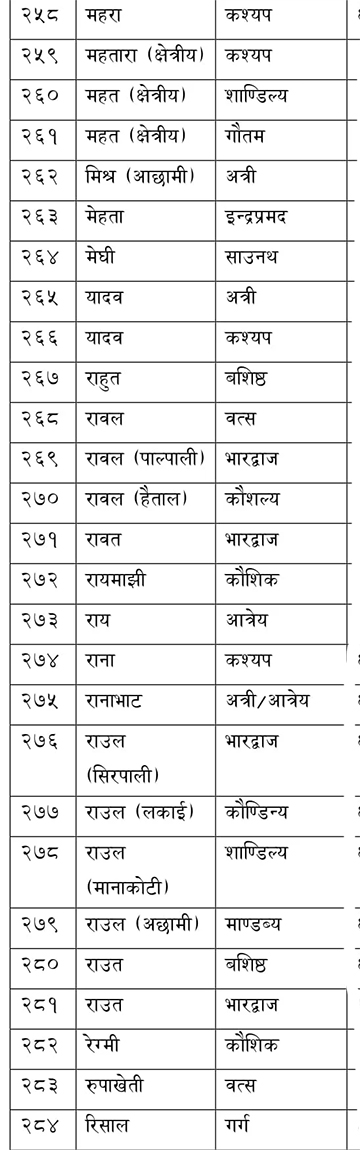 २५८ महरा कश्यप
२५९ महतारा (क्षेत्रीय) कश्यप
२६० महत (क्षेत्रीय) शाण्डिल्य
२६१ महत (क्षेत्रीय) गौतम
२६२ मिश्र (आछामी) अत्री
२६३ मेहता इन्द्रप्रमद
२६४ मेघी साउनथ
२६५ यादव अत्री
२६६ यादव कश्यप
२६७ राहुत बशिष्ठ
२६८ रावल वत्स
२६९ रावल (पाल्पाली) भारद्वाज
२७० रावल (हैताल) कौशल्य
२७१ रावत भारद्वाज
२७२ रायमाझी कौशिक
२७३ राय आत्रेय
२७४ राना कश्यप
२७५ रानाभाट अत्री/आत्रेय
२७६ राउल भारद्वाज
(सिरपाली)
२७७ राउल (लकाई) कौण्डिन्य
२७८ राउल शाण्डिल्य
(मानाकोटी)
२७९ राउल (अछामी) माण्डब्य
२८० राउत बशिष्ठ
२८१ राउत भारद्वाज
२८२ रेग्मी कौशिक
२८३ रुपाखेती वत्स
२८४ रिसाल गर्ग